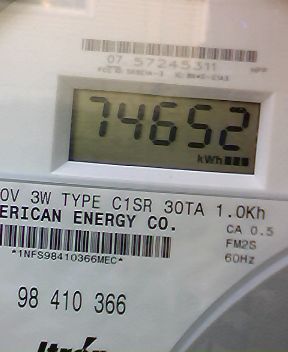 07 57245311
74652
kWh
0V 3W TYPE C1SR 30TA 1.0Kh
ERICAN ENERGY CO.
CA 0.5
FM2S
*1NFS98410366MEC*
60Hz
98 410 366
Itron